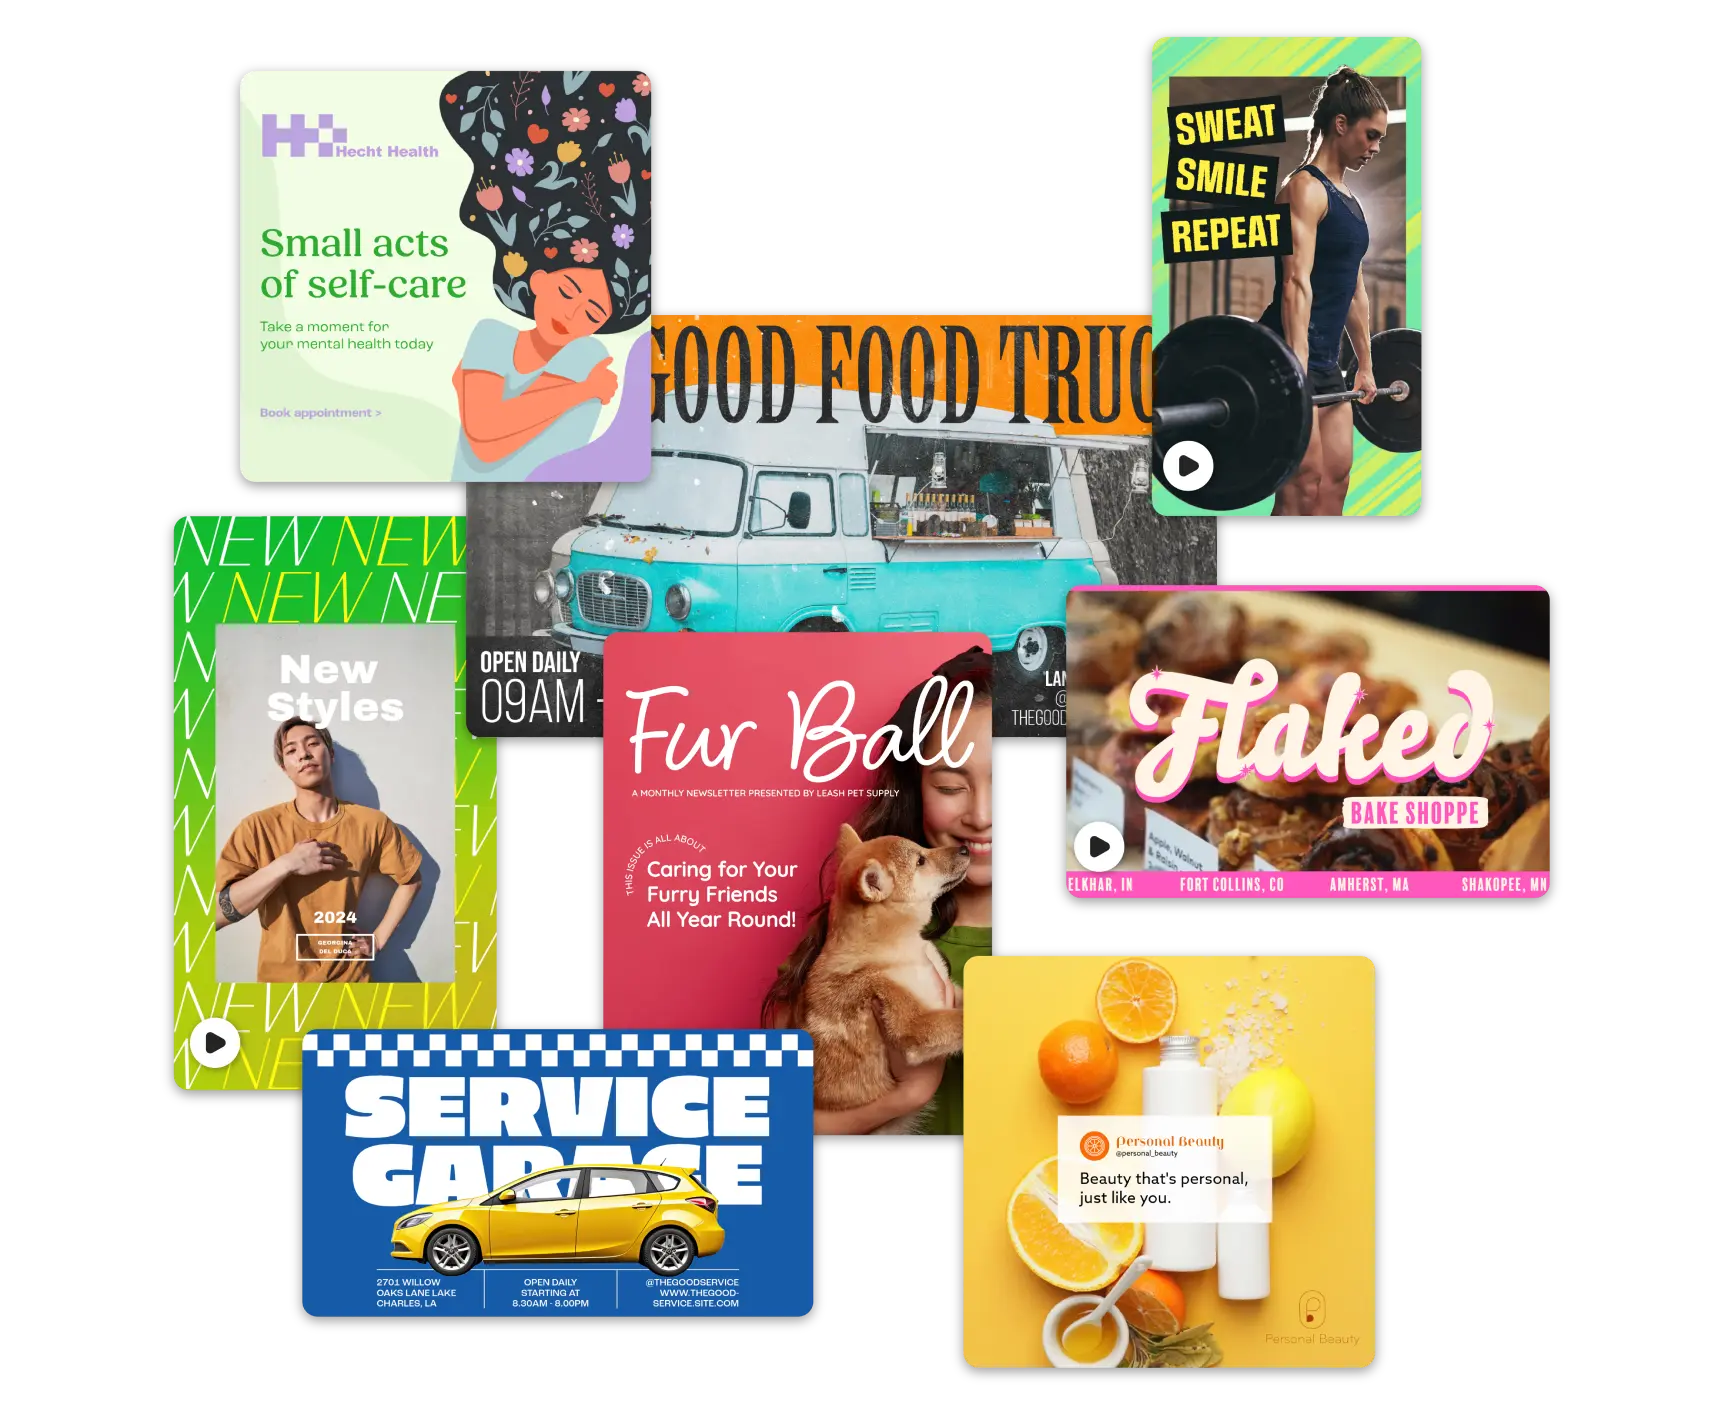 Hecht Health
Small acts
of self-care
Take a moment for
your mental health today
Book appointment >
SWEAT
SMILE
REPEAT
GOOD FOOD TRUC
OPEN DAILY
09AM -
LAN
@
THEGOOD
NEW NEW
W NEW NE
New
Styles
2024
GEORGINA
DEL DUCA
NEW NEW
Fur Ball
A MONTHLY NEWSLETTER PRESENTED BY LEASH PET SUPPLY
THIS ISSUE IS ALL ABOUT
Caring for Your
Furry Friends
All Year Round!
Flaked
BAKE SHOPPE
Apple, Walnut
& Raisin
ELKHAR, IN FORT COLLINS, CO AMHERST, MA SHAKOPEE, MN
SERVICE
GARAGE
2701 WILLOW
OAKS LANE LAKE
CHARLES, LA
OPEN DAILY
STARTING AT
8.30AM - 8.00PM
@THEGOODSERVICE
WWW.THEGOOD-
SERVICE.SITE.COM
Personal Beauty
@personal_beauty
Beauty that's personal,
just like you.
Personal Beauty